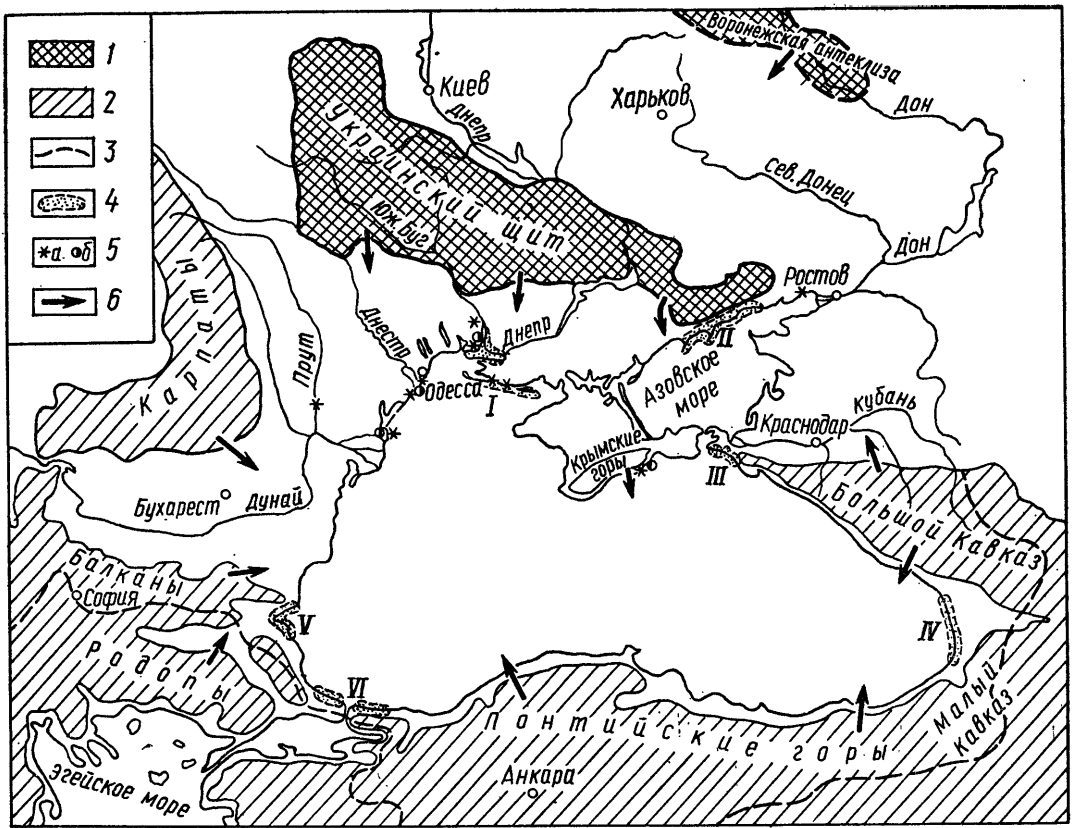 1
2
3
4
*а. б 5
6
Воронежская антеклиза
Киев
Днепр
Харьков
Дон
Украинский щит
Сев. Донец
Юж. Буг
Дон
Ростов
Карпаты
Прут
Днестр
Днепр
II
Одесса
I
Азовское
море
Краснодар
Кубань
Крымские
горы
III
Бухарест
Дунай
Большой Кавказ
Балканы
София
V
IV
Родопы
VI
Понтийские горы
Малый
Кавказ
Анкара
Эгейское море